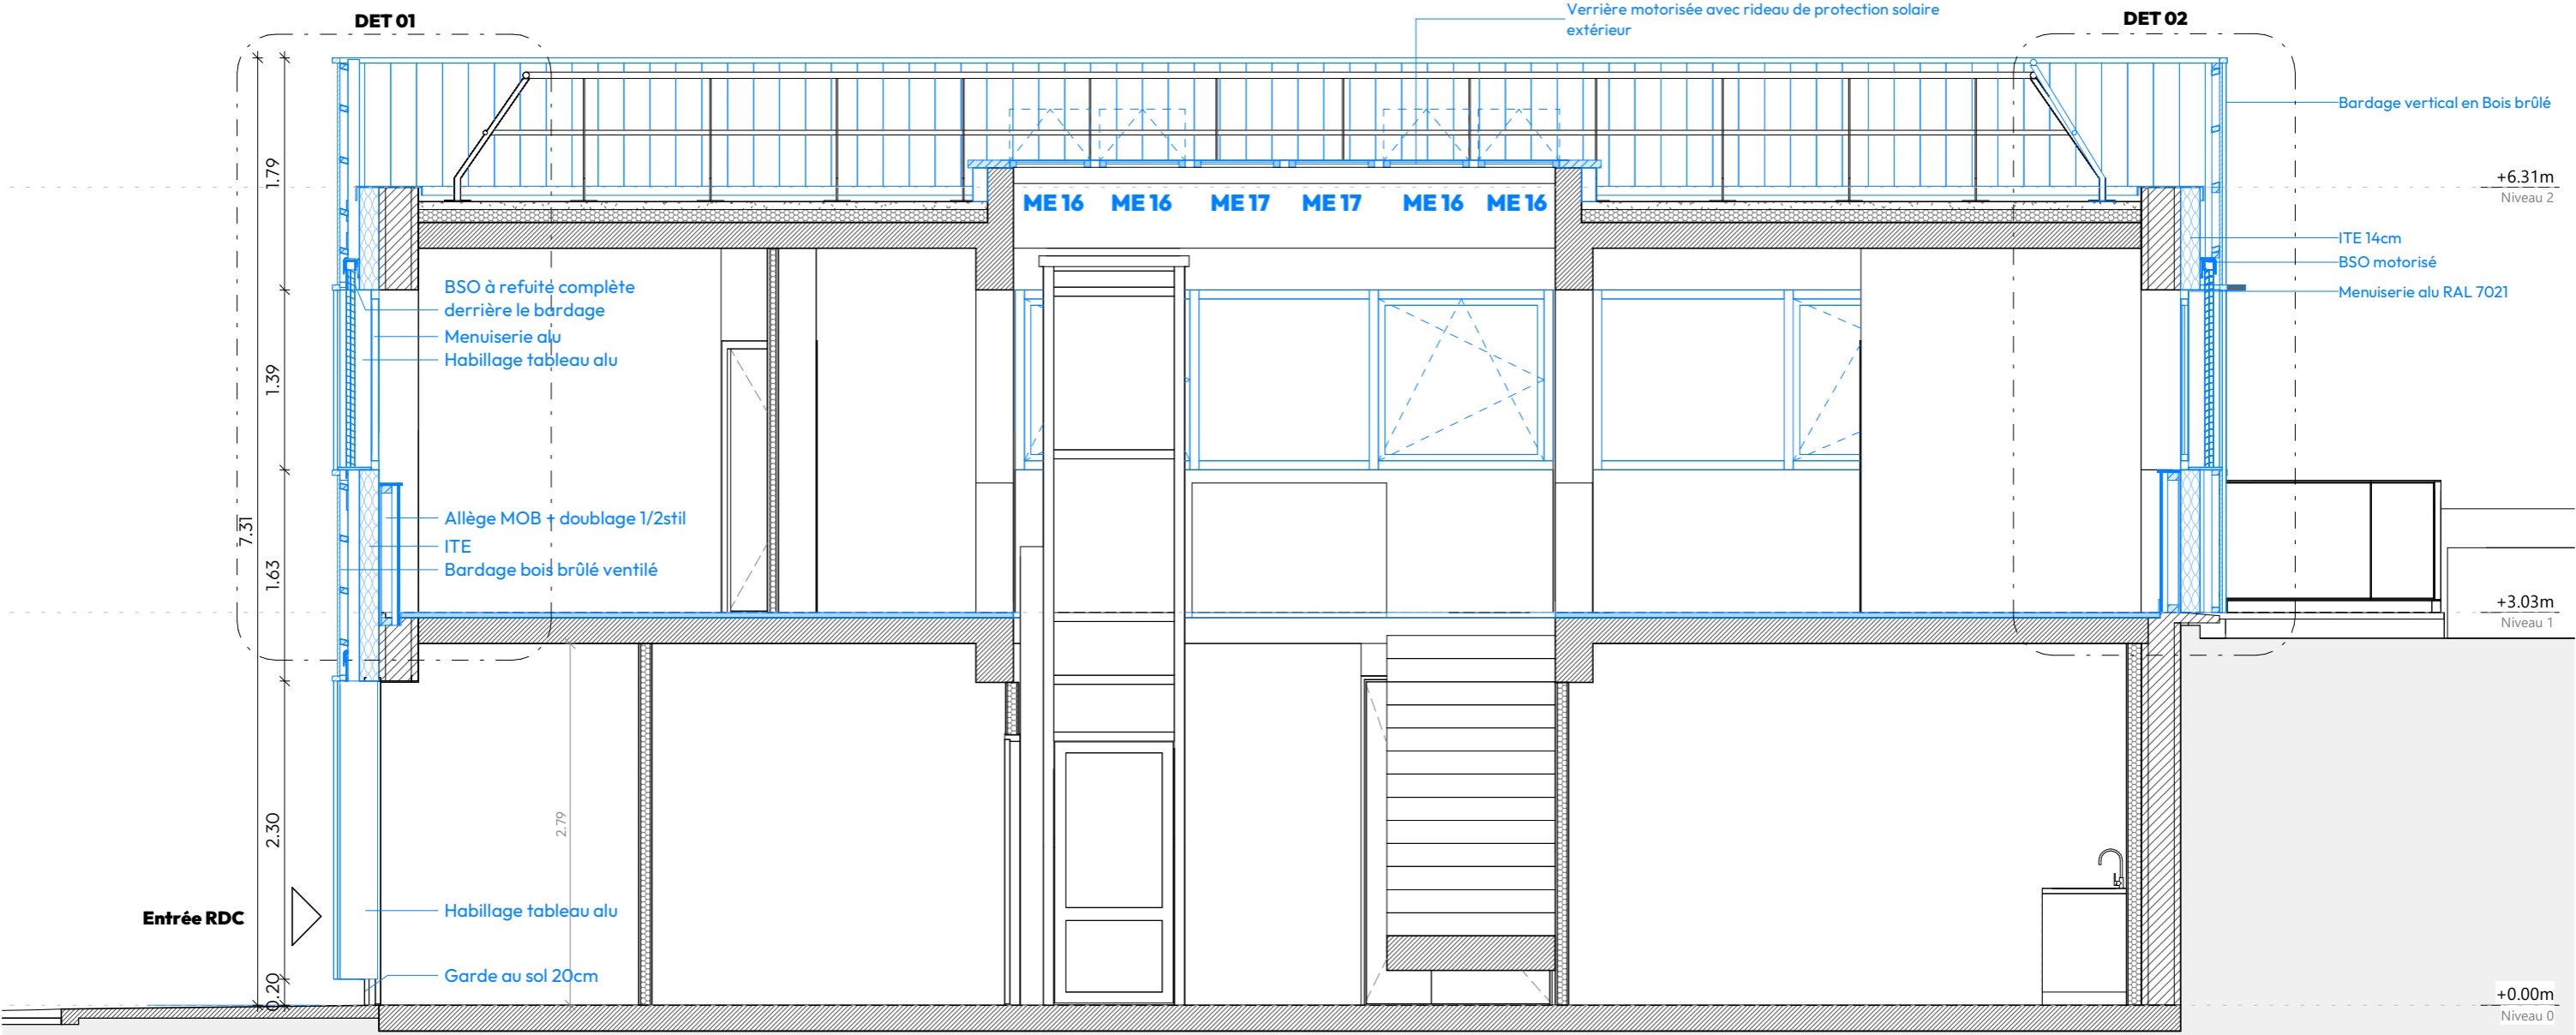 DET 01
Verrière motorisée avec rideau de protection solaire
extérieur
DET 02
Bardage vertical en Bois brûlé
1.79
+6.31m
Niveau 2
ME 16
ME 16
ME 17
ME 17
ME 16
ME 16
ITE 14cm
BSO motorisé
Menuiserie alu RAL 7021
BSO à refuite complète
derrière le bardage
Menuiserie alu
Habillage tableau alu
1.39
7.31
Allège MOB + doublage 1/2stil
ITE
Bardage bois brûlé ventilé
1.63
+3.03m
Niveau 1
2.30
2.79
Entrée RDC
Habillage tableau alu
Garde au sol 20cm
0.20
+0.00m
Niveau 0